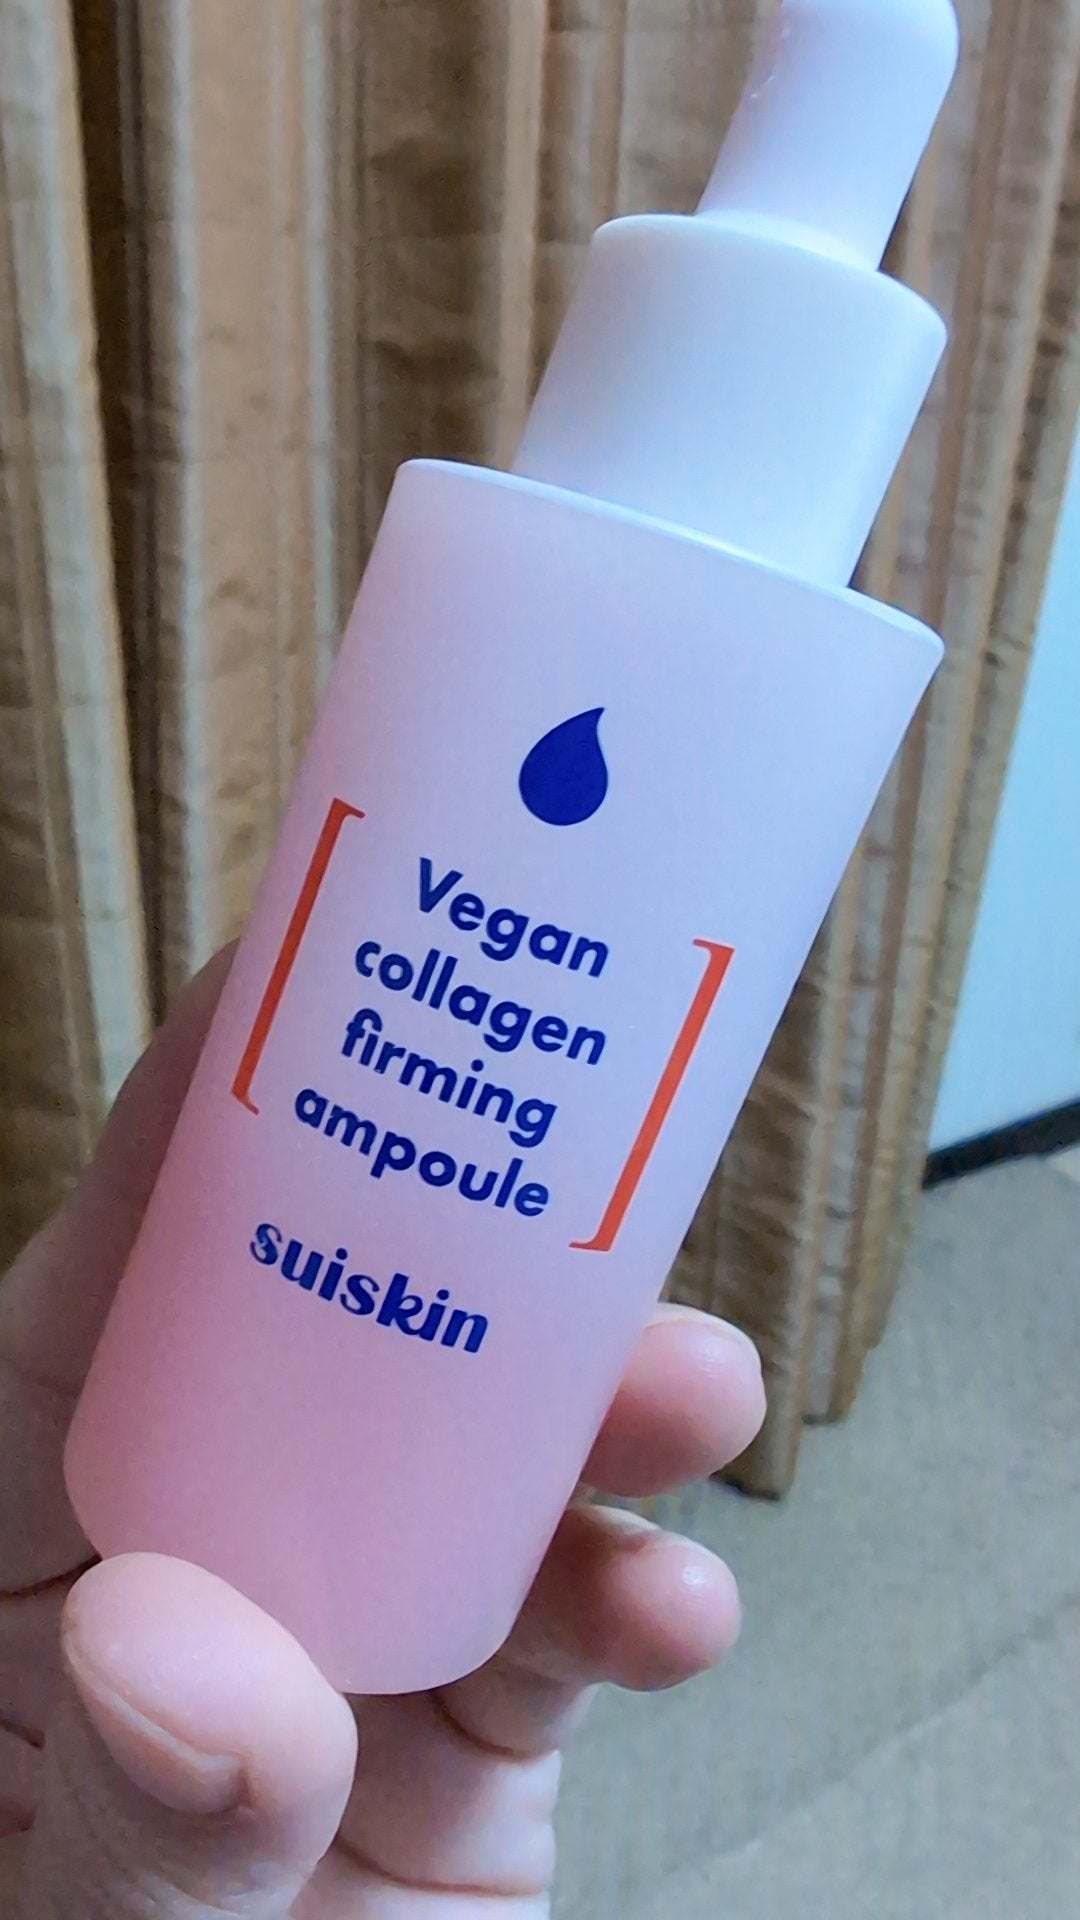 Vegan
collagen
firming
ampoule
suiskin